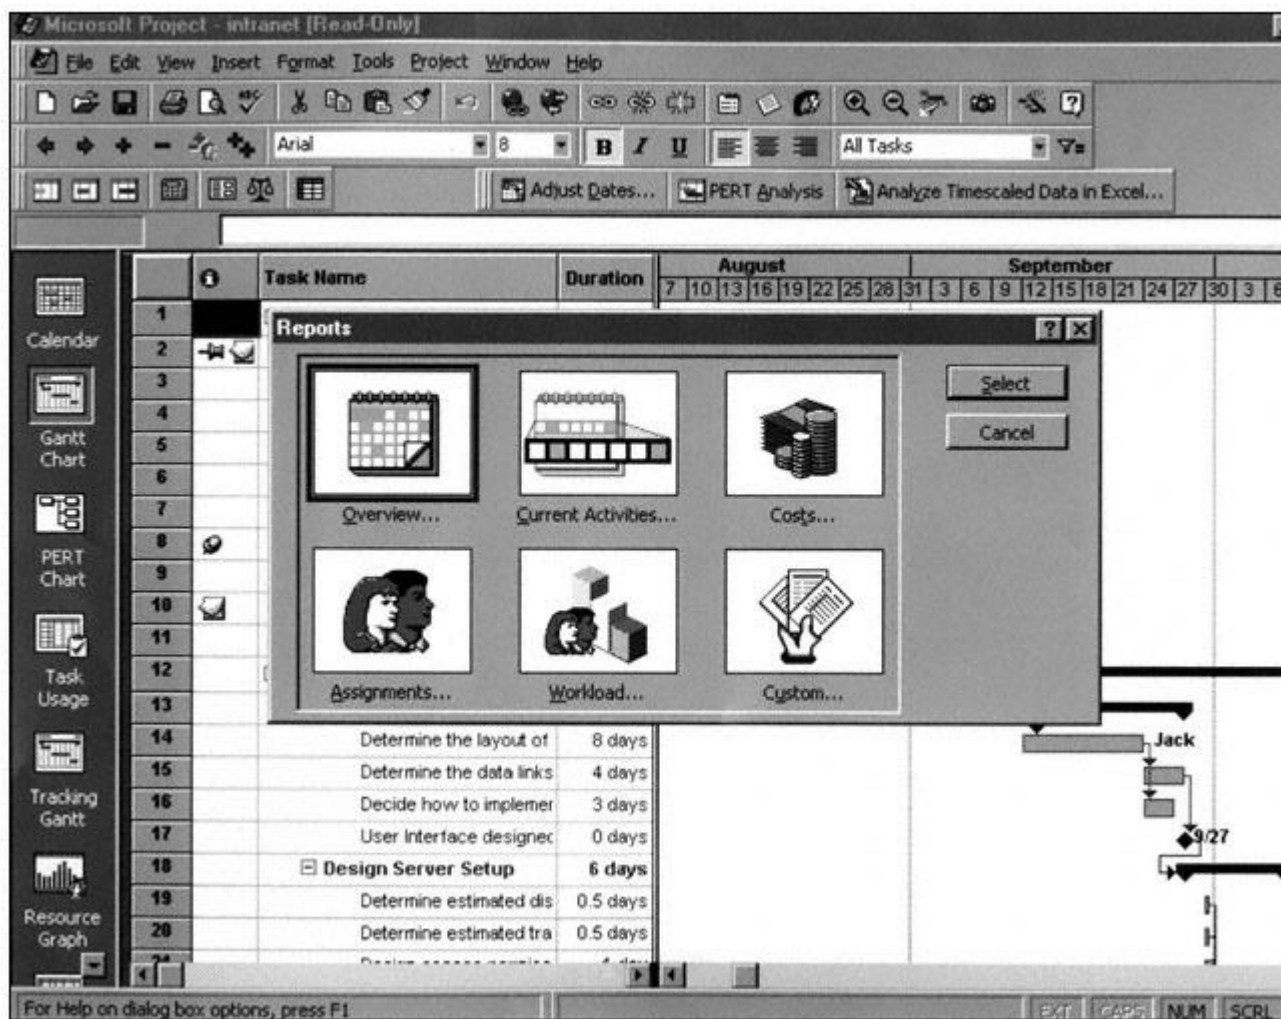 Microsoft Project - intranet [Read-Only]
File Edit View Insert Format Tools Project Window Help
Arial 8 B I U All Tasks
Adjust Dates... PERT Analysis Analyze Timescaled Data in Excel...
Task Name Duration August September
7 10 13 16 19 22 25 28 31 3 6 9 12 15 18 21 24 27 30 3 6
Calendar
Gantt
Chart
PERT
Chart
Task
Usage
Tracking
Gantt
Resource
Graph
1
2
3
4
5
6
7
8
9
10
11
12
13
Reports
Select
Cancel
Overview... Current Activities... Costs...
Assignments... Workload... Custom...
14 Determine the layout of 8 days Jack
15 Determine the data links 4 days
16 Decide how to implemer 3 days
17 User Interface designec 0 days 9/27
18 Design Server Setup 6 days
19 Determine estimated dis 0.5 days
20 Determine estimated tra 0.5 days
For Help on dialog box options, press F1 EXT CAPS NUM SCRL